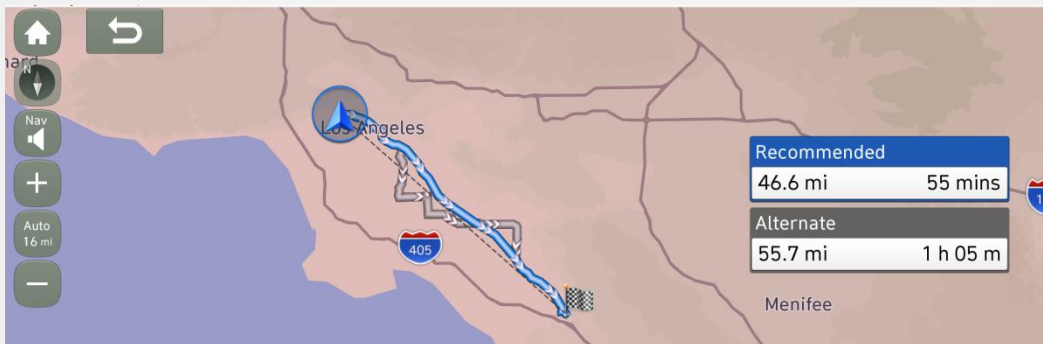 nard
N
Nav
Auto
16 mi
Los Angeles
405
Recommended
46.6 mi 55 mins
Alternate
55.7 mi 1 h 05 m
Menifee